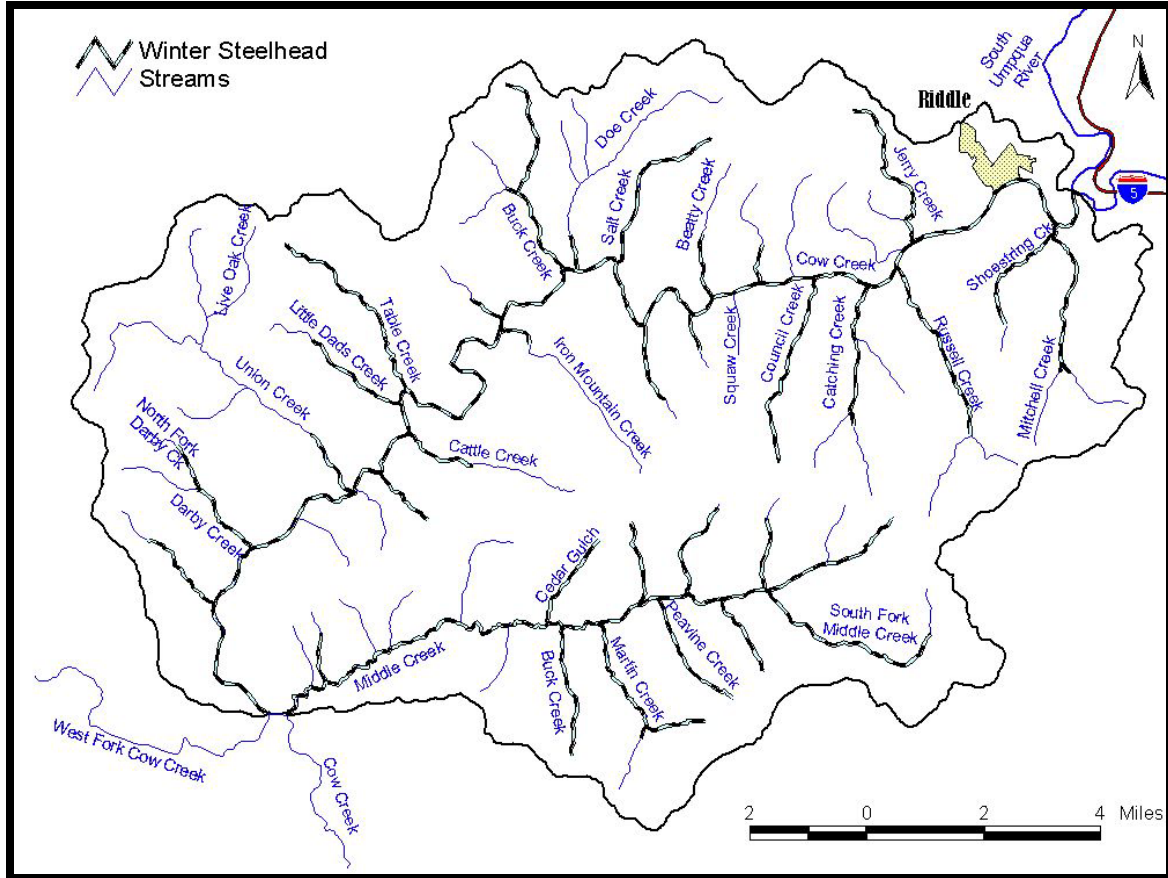 Winter Steelhead
Streams
South
Umpqua
River
N
Riddle
5
Doe Creek
Jerry Creek
Salt Creek
Beatty Creek
Buck Creek
Live Oak Creek
Shoestring Ck
Cow Creek
Table Creek
Little Dads Creek
Iron Mountain Creek
Squaw Creek
Council Creek
Catching Creek
Russell Creek
Mitchell Creek
Union Creek
North Fork
Darby Ck
Cattle Creek
Darby Creek
Cedar Gulch
South Fork
Middle Creek
Peavine Creek
Martin Creek
Middle Creek
Buck Creek
West Fork Cow Creek
Cow Creek
2 0 2 4 Miles